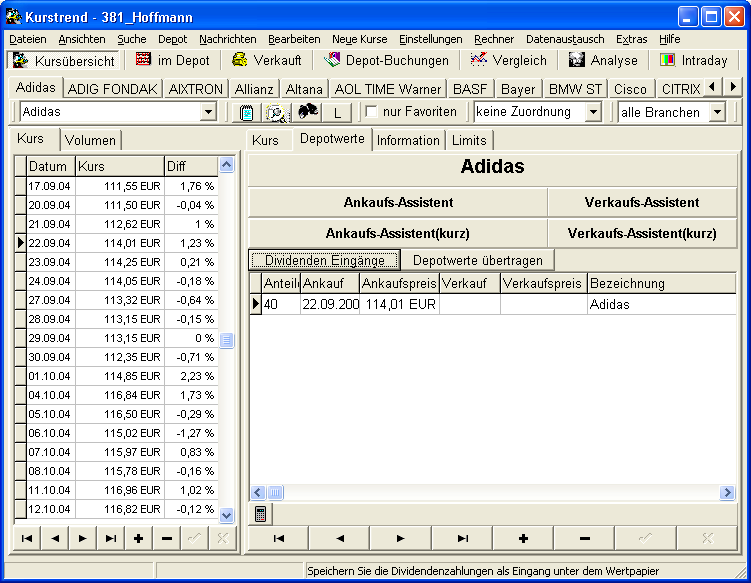 Kurstrend - 381_Hoffmann
Dateien Ansichten Suche Depot Nachrichten Bearbeiten Neue Kurse Einstellungen Rechner Datenaustausch Extras Hilfe
Kursübersicht im Depot Verkauft Depot-Buchungen Vergleich Analyse Intraday
Adidas ADIG FONDAK AIXTRON Allianz Altana AOL TIME Warner BASF Bayer BMW ST Cisco CITRIX
Adidas L nur Favoriten keine Zuordnung alle Branchen
Kurs Volumen
Datum Kurs Diff
17.09.04 111,55 EUR 1,76 %
20.09.04 111,50 EUR -0,04 %
21.09.04 112,62 EUR 1 %
22.09.04 114,01 EUR 1,23 %
23.09.04 114,25 EUR 0,21 %
24.09.04 114,05 EUR -0,18 %
27.09.04 113,32 EUR -0,64 %
28.09.04 113,15 EUR -0,15 %
29.09.04 113,15 EUR 0 %
30.09.04 112,35 EUR -0,71 %
01.10.04 114,85 EUR 2,23 %
04.10.04 116,84 EUR 1,73 %
05.10.04 116,50 EUR -0,29 %
06.10.04 115,02 EUR -1,27 %
07.10.04 115,97 EUR 0,83 %
08.10.04 115,78 EUR -0,16 %
11.10.04 116,96 EUR 1,02 %
12.10.04 116,82 EUR -0,12 %
Kurs Depotwerte Information Limits
Adidas
Ankaufs-Assistent Verkaufs-Assistent
Ankaufs-Assistent(kurz) Verkaufs-Assistent(kurz)
Dividenden Eingänge Depotwerte übertragen
Anteile Ankauf Ankaufspreis Verkauf Verkaufspreis Bezeichnung
40 22.09.200 114,01 EUR Adidas
Speichern Sie die Dividendenzahlungen als Eingang unter dem Wertpapier